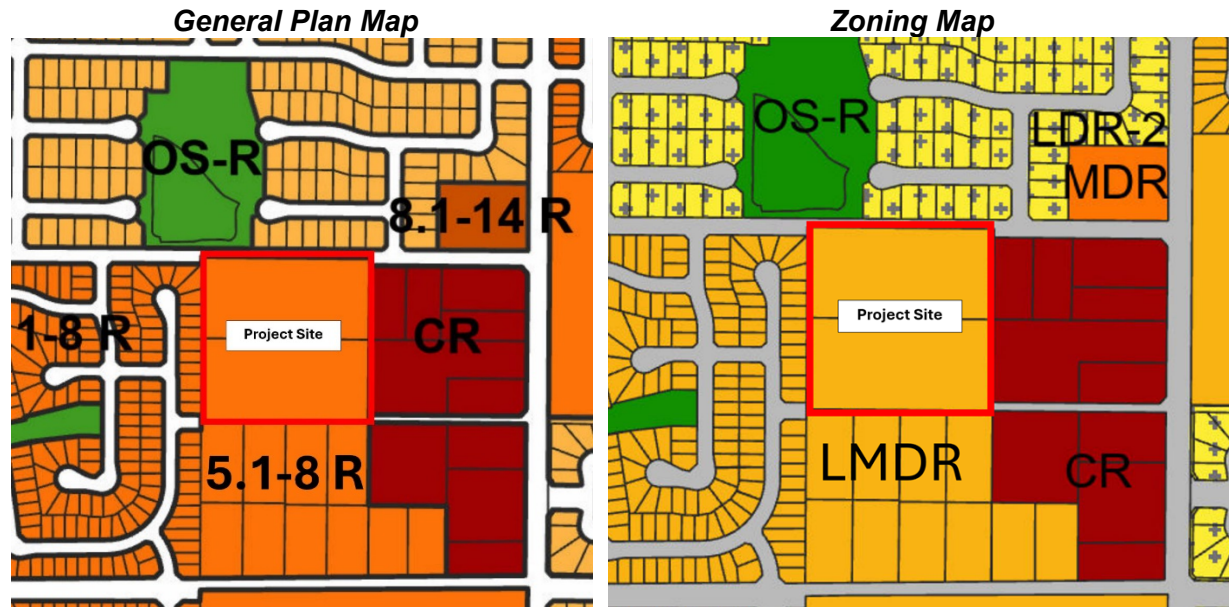 General Plan Map
OS-R
8.1-14 R
1-8 R
Project Site
CR
5.1-8 R
Zoning Map
OS-R
LDR-2
MDR
Project Site
LMDR
CR